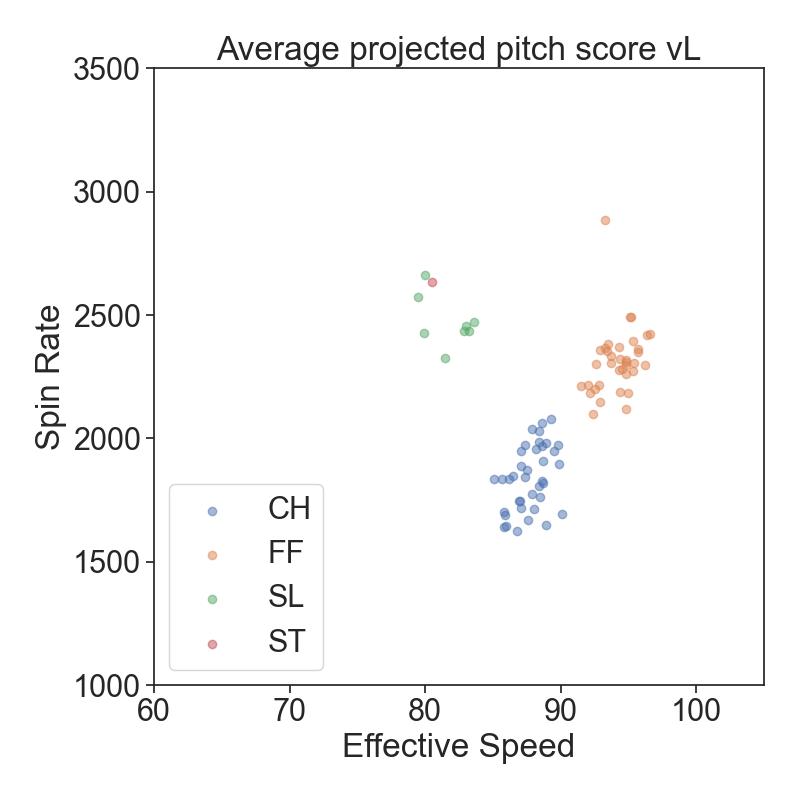 Average projected pitch score vL
3500
3000
2500
2000
1500
1000
Spin Rate
CH
FF
SL
ST
60 70 80 90 100
Effective Speed